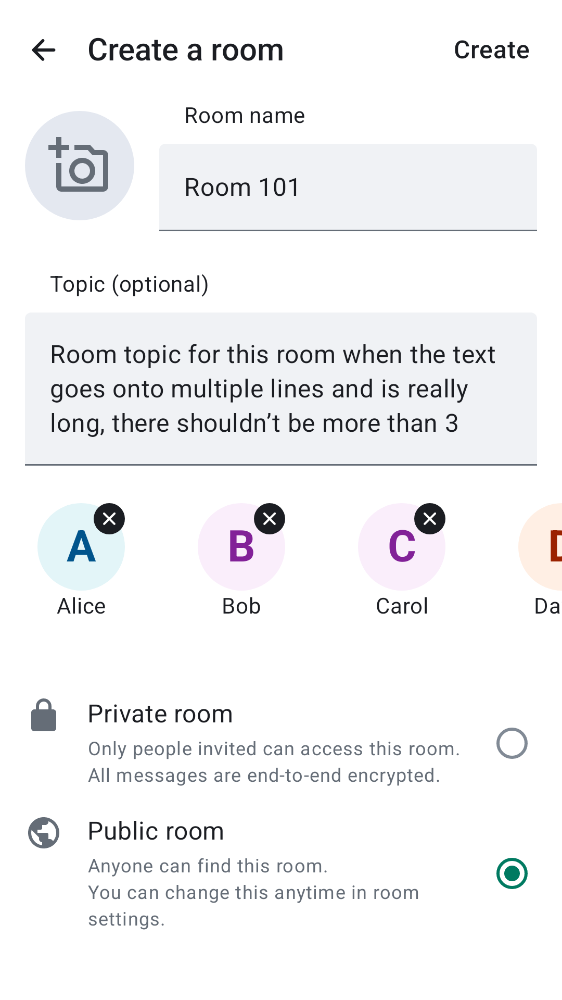 Create a room
Create
Room name
Room 101
Topic (optional)
Room topic for this room when the text
goes onto multiple lines and is really
long, there shouldn’t be more than 3
A
B
C
D
Alice
Bob
Carol
Da
Private room
Only people invited can access this room.
All messages are end-to-end encrypted.
Public room
Anyone can find this room.
You can change this anytime in room
settings.